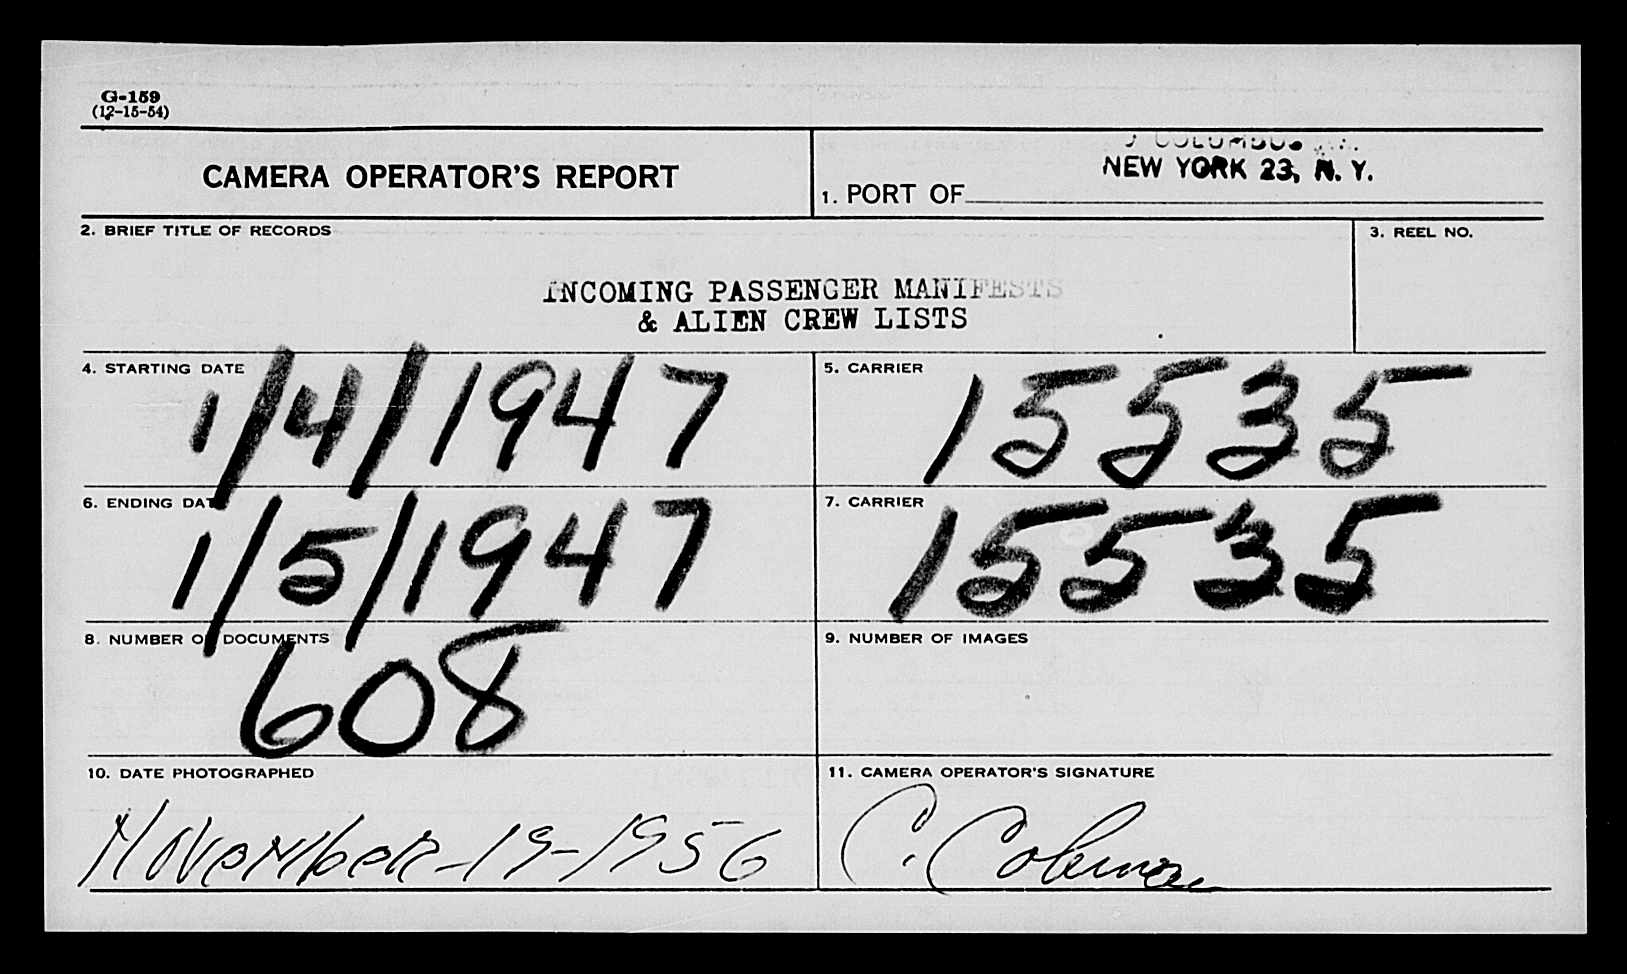 G-159
(12-15-54)
CAMERA OPERATOR'S REPORT
COLUMBUS
NEW YORK 23, N. Y.
1. PORT OF
2. BRIEF TITLE OF RECORDS
3. REEL NO.
INCOMING PASSENGER MANIFESTS
& ALIEN CREW LISTS
4. STARTING DATE
1/4/1947
5. CARRIER
15535
6. ENDING DATE
1/5/1947
7. CARRIER
15535
8. NUMBER OF DOCUMENTS
608
9. NUMBER OF IMAGES
10. DATE PHOTOGRAPHED
November-19-1956
11. CAMERA OPERATOR'S SIGNATURE
C. Coleman